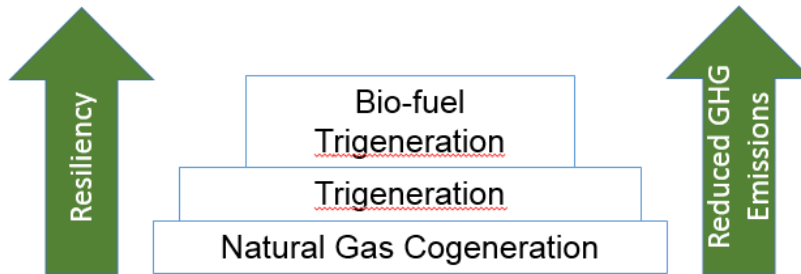 Resiliency
Bio-fuel
Trigeneration
Trigeneration
Natural Gas Cogeneration
Reduced GHG
Emissions